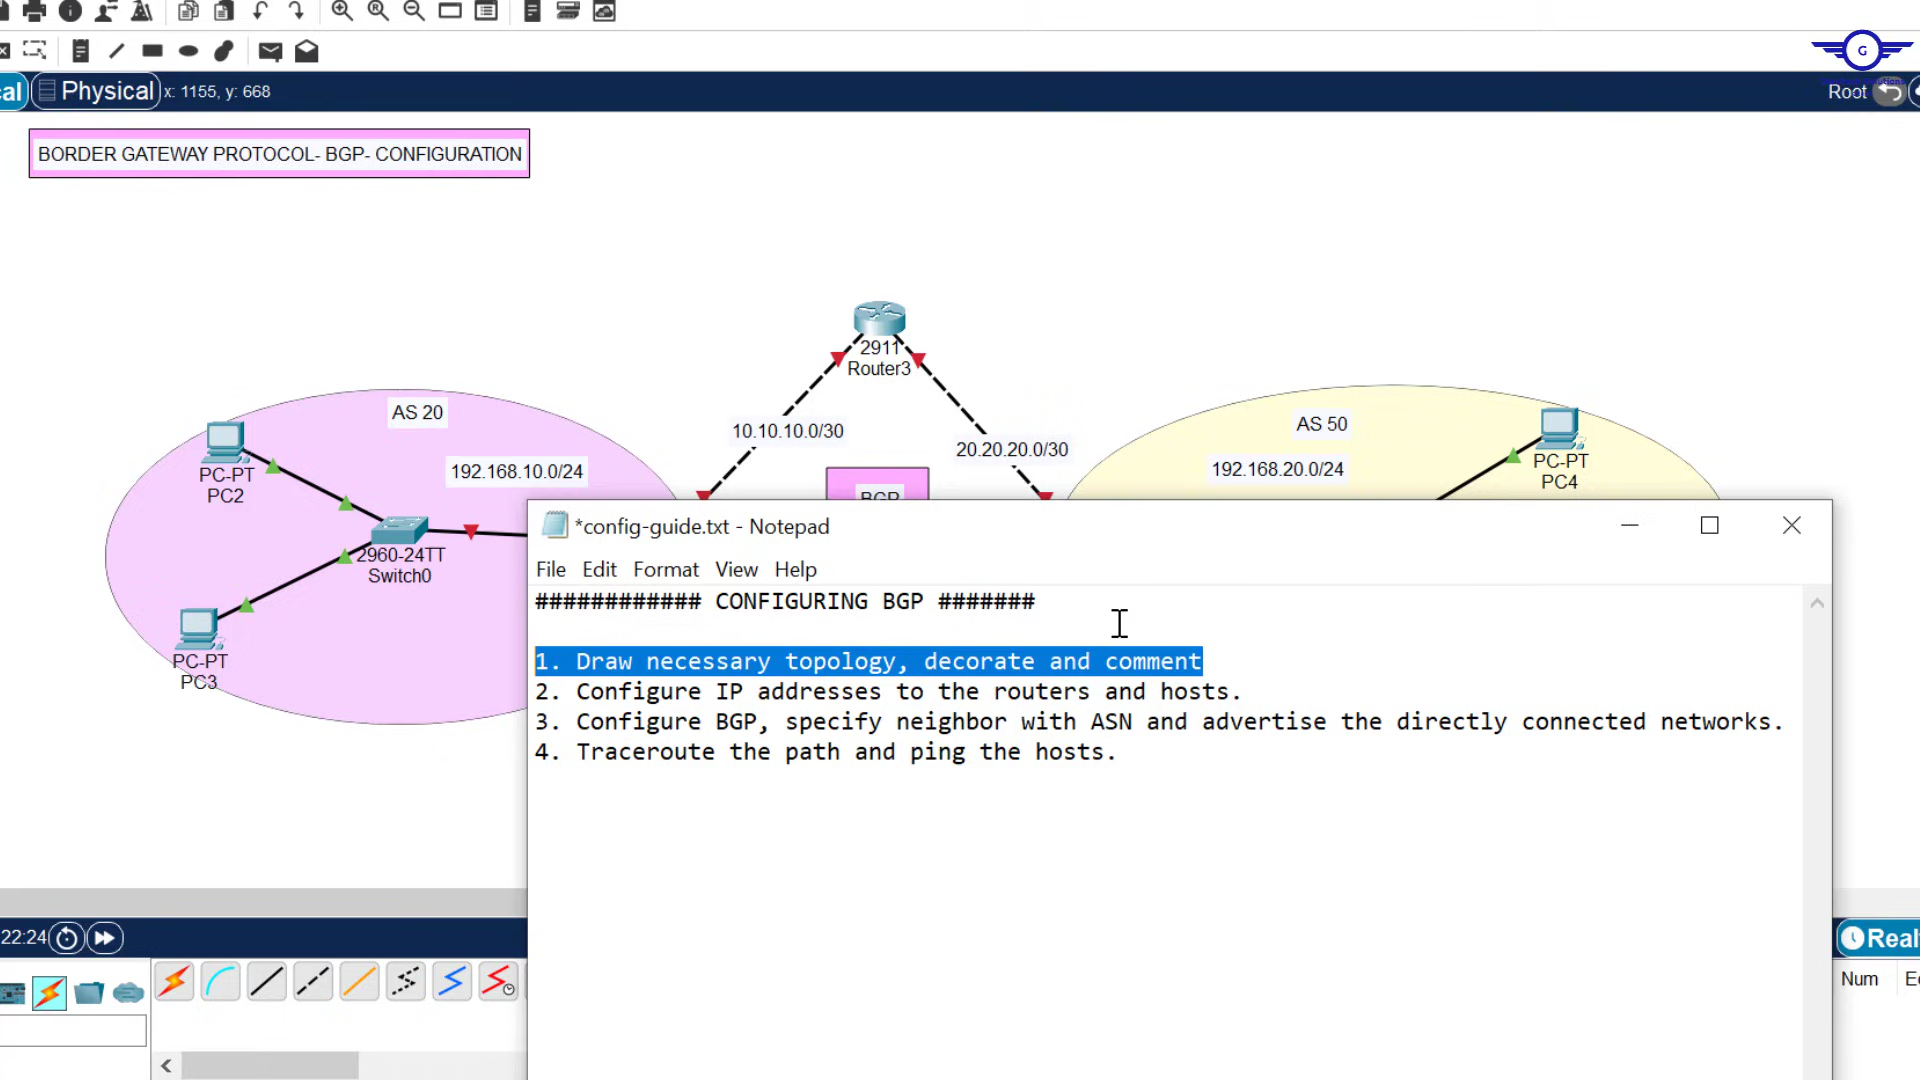 Physical
x: 1155, y: 668
Root
G
BORDER GATEWAY PROTOCOL- BGP- CONFIGURATION
2911
Router3
AS 20
10.10.10.0/30
20.20.20.0/30
AS 50
192.168.10.0/24
192.168.20.0/24
PC-PT
PC2
PC-PT
PC4
BGP
2960-24TT
Switch0
PC-PT
PC3
*config-guide.txt - Notepad
File Edit Format View Help
############ CONFIGURING BGP #######
1. Draw necessary topology, decorate and comment
2. Configure IP addresses to the routers and hosts.
3. Configure BGP, specify neighbor with ASN and advertise the directly connected networks.
4. Traceroute the path and ping the hosts.
22:24
Num